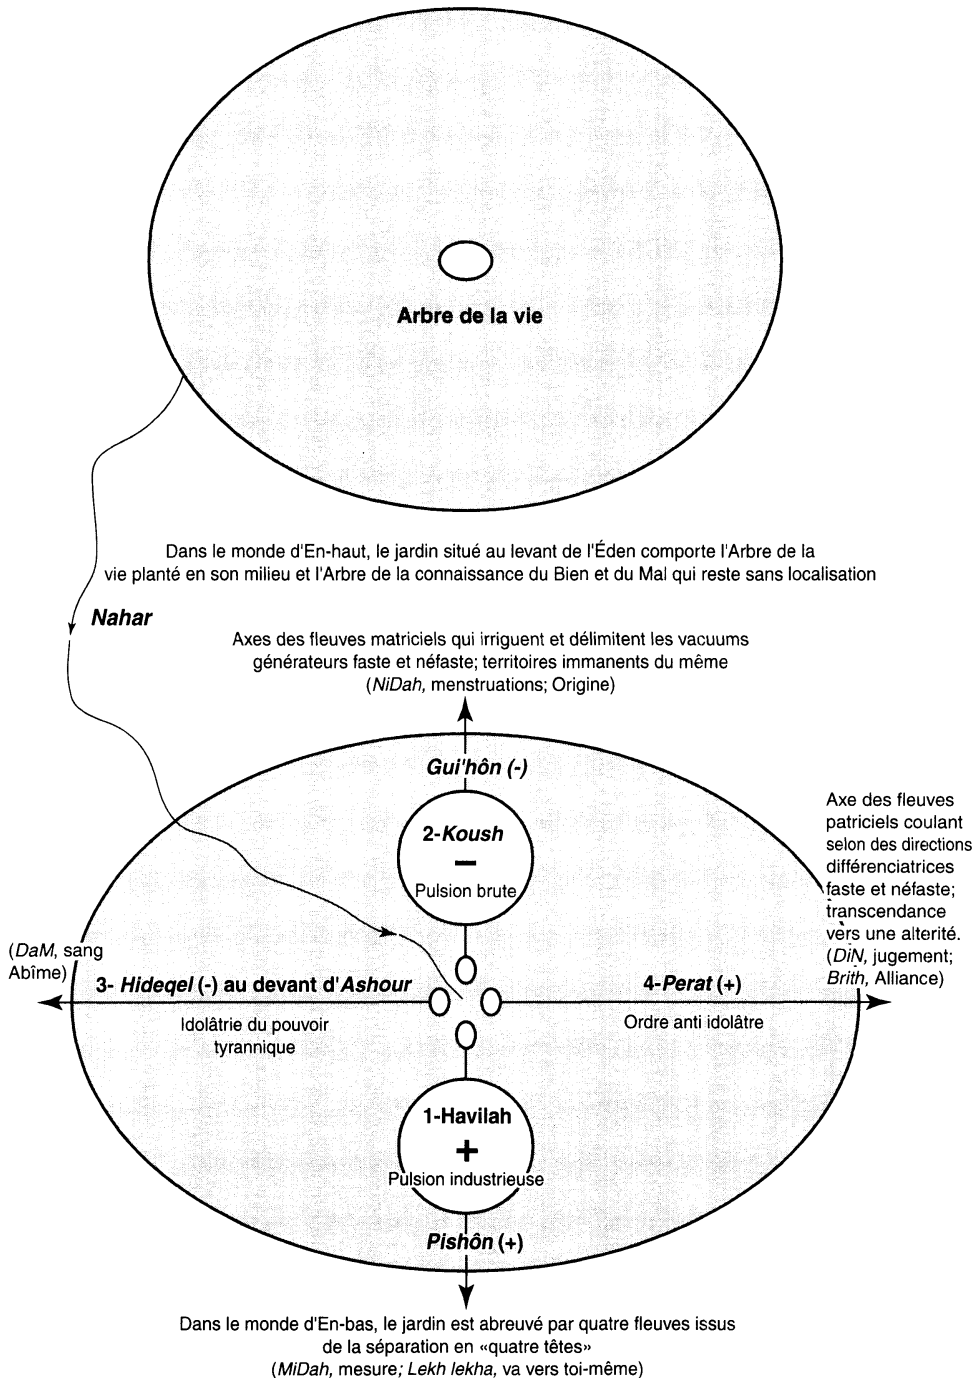 Arbre de la vie
Dans le monde d'En-haut, le jardin situé au levant de l'Éden comporte l'Arbre de la
vie planté en son milieu et l'Arbre de la connaissance du Bien et du Mal qui reste sans localisation
Nahar
Axes des fleuves matriciels qui irriguent et délimitent les vacuums
générateurs faste et néfaste; territoires immanents du même
(NiDah, menstruations; Origine)
Gui'hôn (-)
2-Koush
−
Pulsion brute
Axe des fleuves
patriciels coulant
selon des directions
différenciatrices
faste et néfaste;
transcendance
vers une alterité.
(DiN, jugement;
Brith, Alliance)
(DaM, sang
Abîme)
3- Hideqel (-) au devant d'Ashour
Idolâtrie du pouvoir
tyrannique
4-Perat (+)
Ordre anti idolâtre
1-Havilah
+
Pulsion industrieuse
Pishôn (+)
Dans le monde d'En-bas, le jardin est abreuvé par quatre fleuves issus
de la séparation en «quatre têtes»
(MiDah, mesure; Lekh lekha, va vers toi-même)